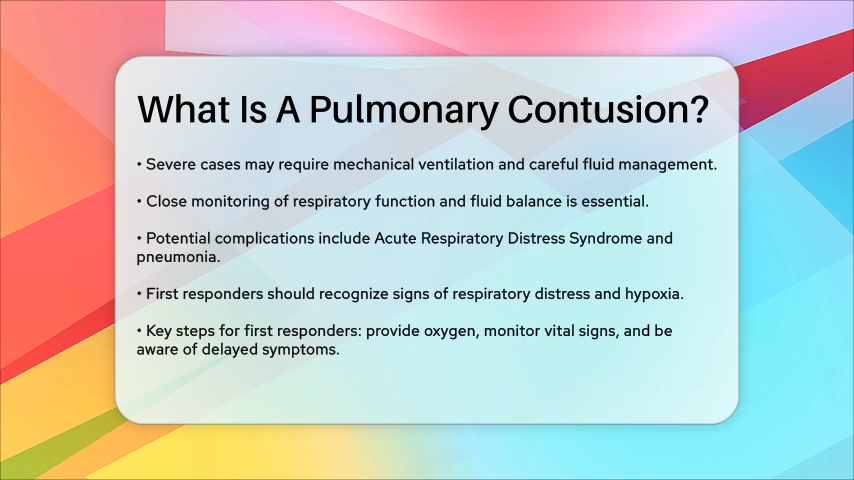 What Is A Pulmonary Contusion?
• Severe cases may require mechanical ventilation and careful fluid management.
• Close monitoring of respiratory function and fluid balance is essential.
• Potential complications include Acute Respiratory Distress Syndrome and
pneumonia.
• First responders should recognize signs of respiratory distress and hypoxia.
• Key steps for first responders: provide oxygen, monitor vital signs, and be
aware of delayed symptoms.